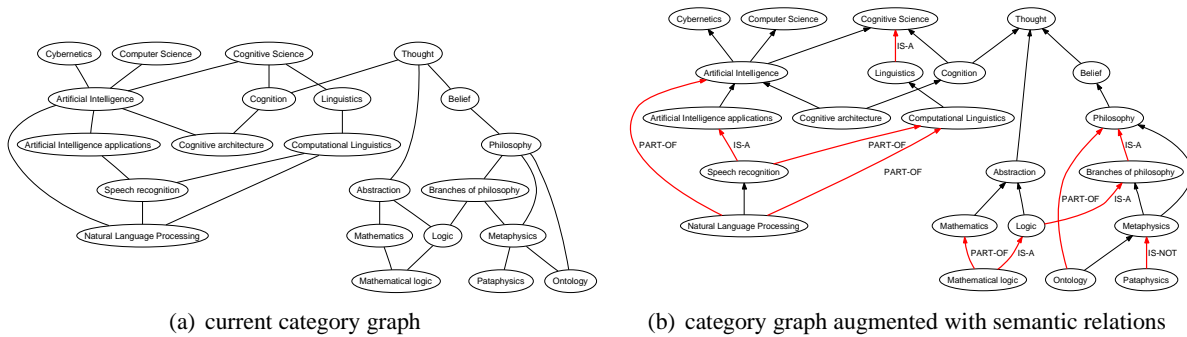 Cybernetics
Computer Science
Cognitive Science
Thought
Artificial Intelligence
Cognition
Linguistics
Belief
Artificial Intelligence applications
Cognitive architecture
Computational Linguistics
Philosophy
Speech recognition
Abstraction
Branches of philosophy
Natural Language Processing
Mathematics
Logic
Metaphysics
Mathematical logic
Pataphysics
Ontology
(a) current category graph
Cybernetics
Computer Science
Cognitive Science
Thought
IS-A
Artificial Intelligence
Linguistics
Cognition
Belief
Artificial Intelligence applications
Cognitive architecture
Computational Linguistics
Philosophy
PART-OF
IS-A
PART-OF
IS-A
Speech recognition
PART-OF
Abstraction
Branches of philosophy
PART-OF
IS-A
Natural Language Processing
Mathematics
Logic
Metaphysics
PART-OF
IS-A
IS-NOT
Mathematical logic
Ontology
Pataphysics
(b) category graph augmented with semantic relations